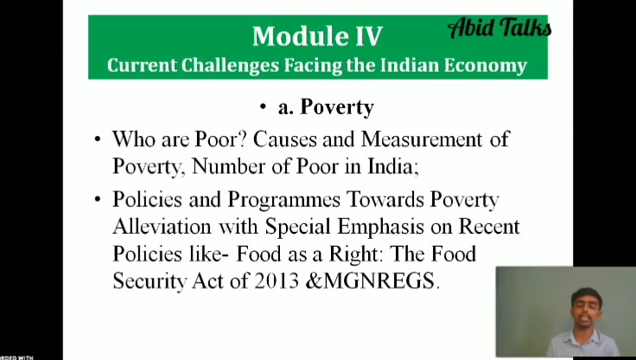 Abid Talks
Module IV
Current Challenges Facing the Indian Economy
• a. Poverty
• Who are Poor? Causes and Measurement of
Poverty, Number of Poor in India;
• Policies and Programmes Towards Poverty
Alleviation with Special Emphasis on Recent
Policies like- Food as a Right: The Food
Security Act of 2013 &MGNREGS.
RDED WITH